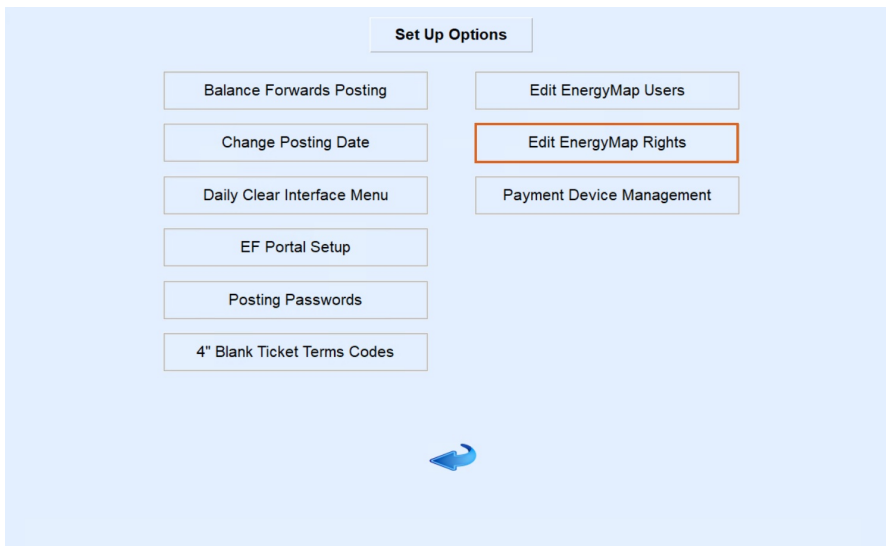 Set Up Options
Balance Forwards Posting
Change Posting Date
Daily Clear Interface Menu
EF Portal Setup
Posting Passwords
4" Blank Ticket Terms Codes
Edit EnergyMap Users
Edit EnergyMap Rights
Payment Device Management